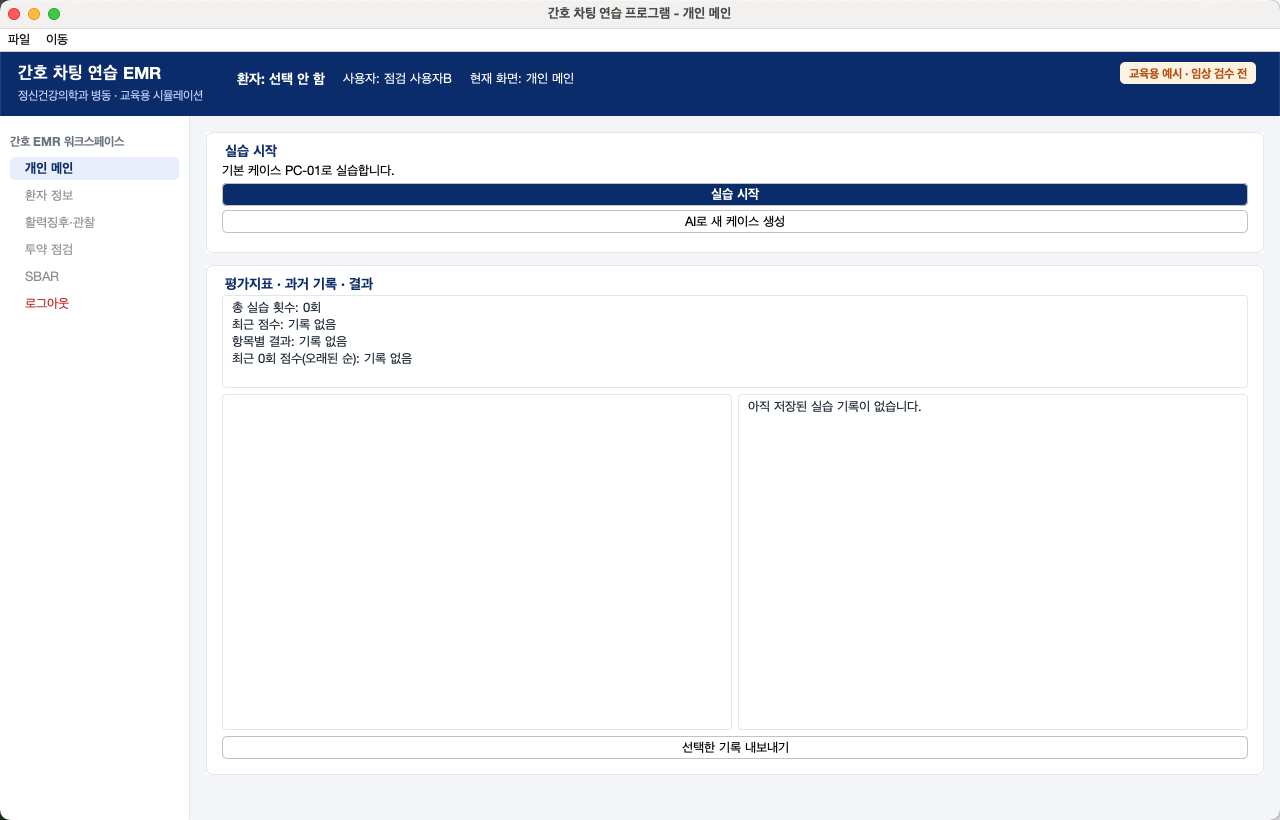 간호 차팅 연습 프로그램 - 개인 메인
파일 이동
간호 차팅 연습 EMR
정신건강의학과 병동 · 교육용 시뮬레이션
환자: 선택 안 함 사용자: 점검 사용자B 현재 화면: 개인 메인
교육용 예시 · 임상 검수 전
간호 EMR 워크스페이스
개인 메인
환자 정보
활력징후·관찰
투약 점검
SBAR
로그아웃
실습 시작
기본 케이스 PC-01로 실습합니다.
실습 시작
AI로 새 케이스 생성
평가지표 · 과거 기록 · 결과
총 실습 횟수: 0회
최근 점수: 기록 없음
항목별 결과: 기록 없음
최근 0회 점수(오래된 순): 기록 없음
아직 저장된 실습 기록이 없습니다.
선택한 기록 내보내기